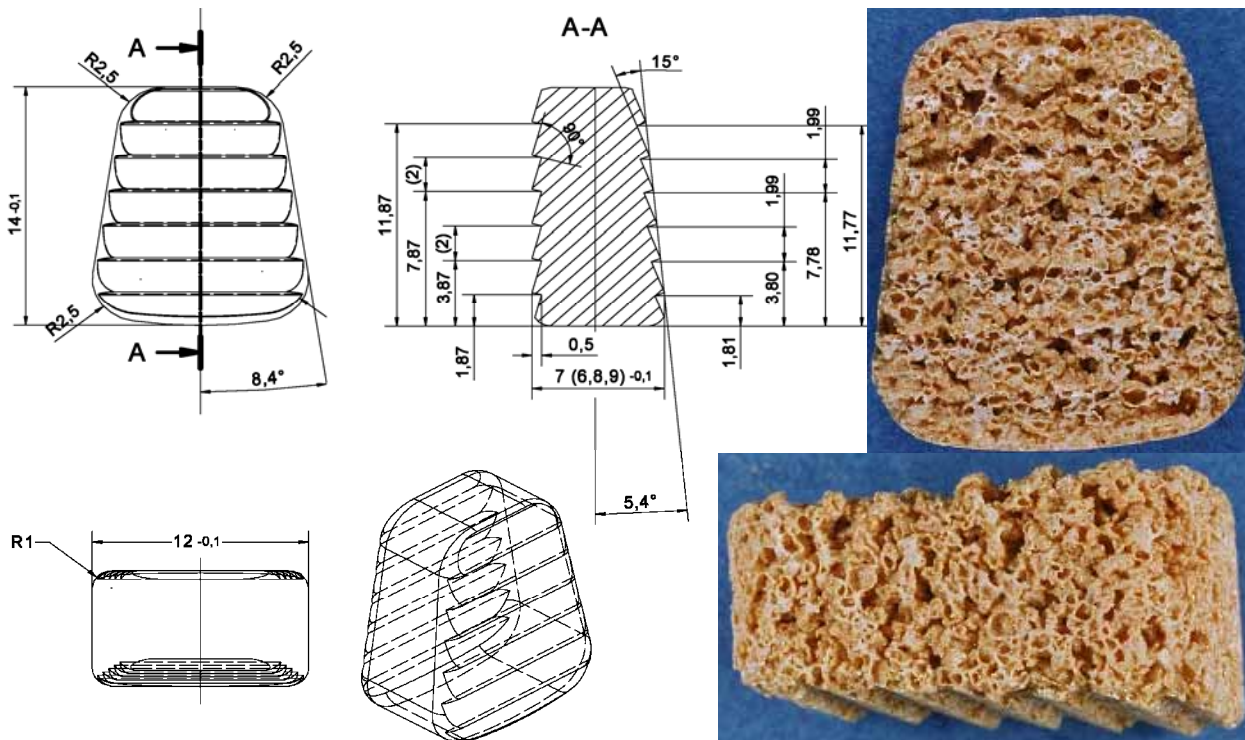 A
R2,5
R2,5
14 -0,1
R2,5
A
8,4°
A-A
15°
90°
1,99
(2)
11,87
7,87
1,99
11,77
(2)
3,87
7,78
3,80
1,87
0,5
1,81
7 (6,8,9) -0,1
5,4°
R1
12 -0,1